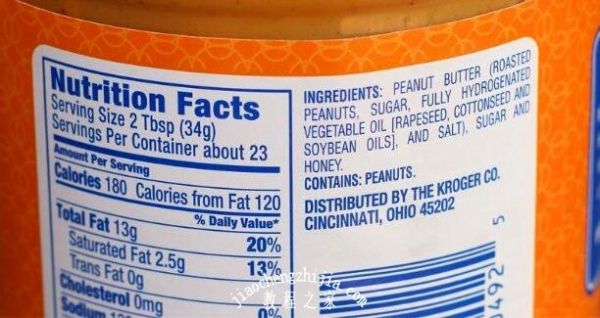 Nutrition Facts
Serving Size 2 Tbsp (34g)
Servings Per Container about 23
Amount Per Serving
Calories 180 Calories from Fat 120
% Daily Value*
Total Fat 13g 20%
Saturated Fat 2.5g 13%
Trans Fat 0g
Cholesterol 0mg 0%
Sodium
INGREDIENTS: PEANUT BUTTER (ROASTED
PEANUTS, SUGAR, FULLY HYDROGENATED
VEGETABLE OIL [RAPESEED, COTTONSEED AND
SOYBEAN OILS], AND SALT), SUGAR AND
HONEY.
CONTAINS: PEANUTS.
DISTRIBUTED BY THE KROGER CO.
CINCINNATI, OHIO 45202
0492 5
jiaochengzhijia.com
教程之家